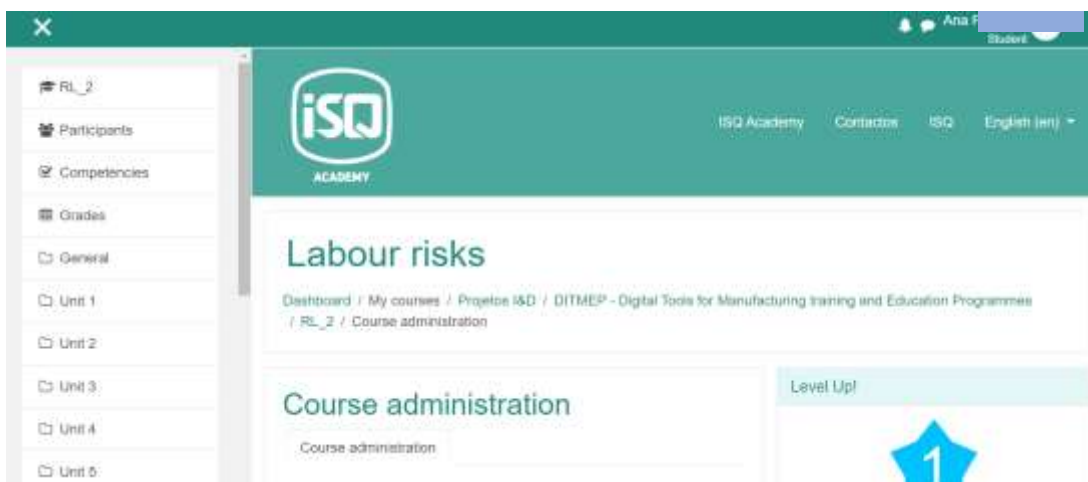 Ana
Student
RL_2
Participants
Competencies
Grades
General
Unit 1
Unit 2
Unit 3
Unit 4
Unit 5
iSQ
ACADEMY
ISQ Academy Contactos ISQ English (en)
Labour risks
Dashboard / My courses / Projetos I&D / DITMEP - Digital Tools for Manufacturing training and Education Programmes
/ RL_2 / Course administration
Course administration
Course administration
Level Up!
1